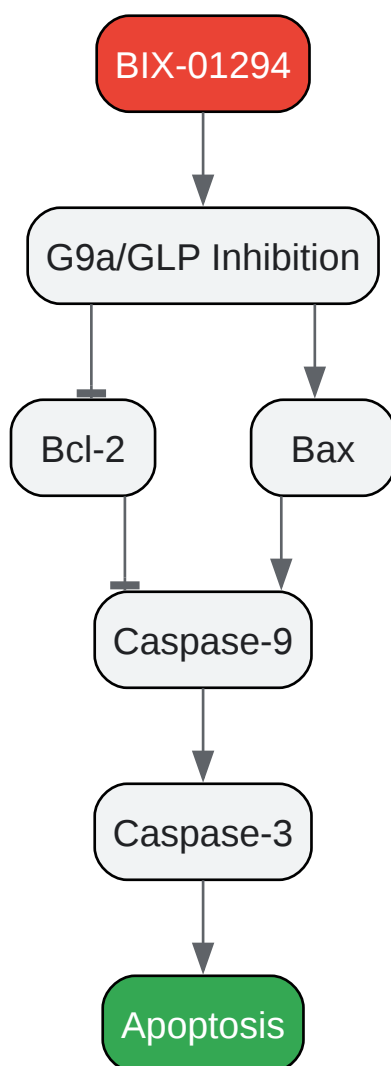 BIX-01294
G9a/GLP Inhibition
Bcl-2
Bax
Caspase-9
Caspase-3
Apoptosis